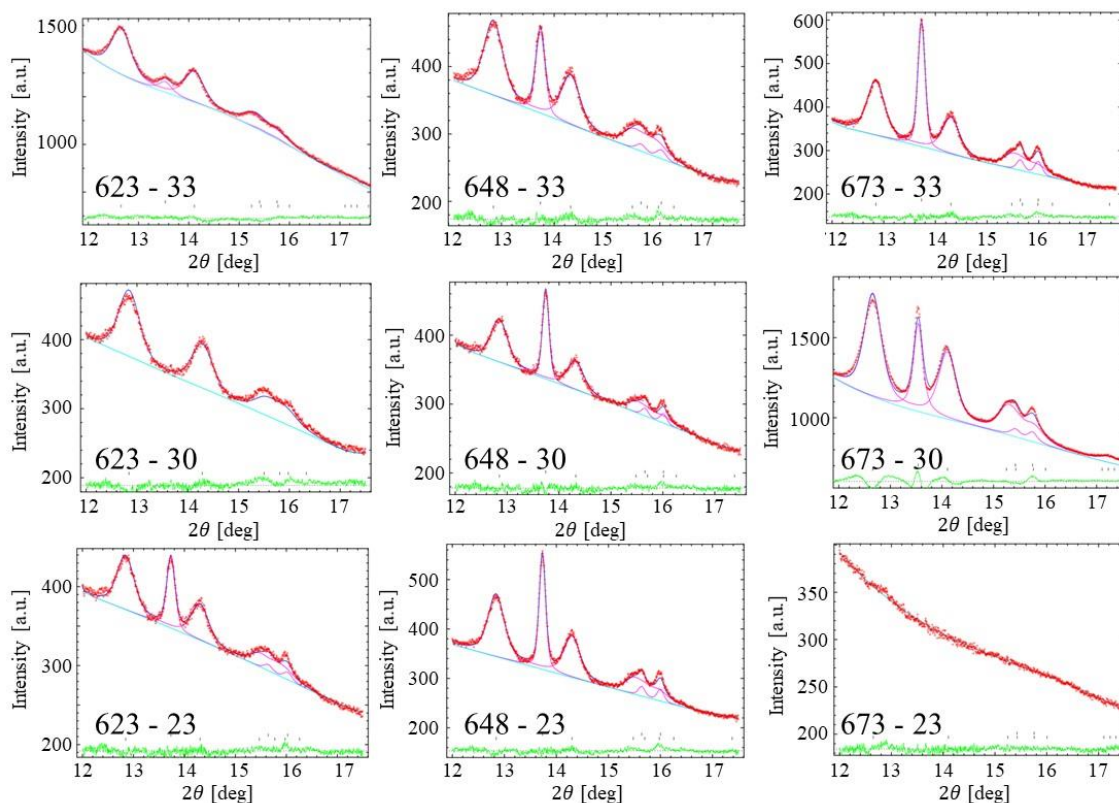 1500
1000
Intensity [a.u.]
623 - 33
12 13 14 15 16 17
2θ [deg]
400
300
200
Intensity [a.u.]
648 - 33
12 13 14 15 16 17
2θ [deg]
600
500
400
300
200
Intensity [a.u.]
673 - 33
12 13 14 15 16 17
2θ [deg]
400
300
200
Intensity [a.u.]
623 - 30
12 13 14 15 16 17
2θ [deg]
400
300
200
Intensity [a.u.]
648 - 30
12 13 14 15 16 17
2θ [deg]
1500
1000
Intensity [a.u.]
673 - 30
12 13 14 15 16 17
2θ [deg]
400
300
200
Intensity [a.u.]
623 - 23
12 13 14 15 16 17
2θ [deg]
500
400
300
200
Intensity [a.u.]
648 - 23
12 13 14 15 16 17
2θ [deg]
350
300
250
Intensity [a.u.]
673 - 23
12 13 14 15 16 17
2θ [deg]